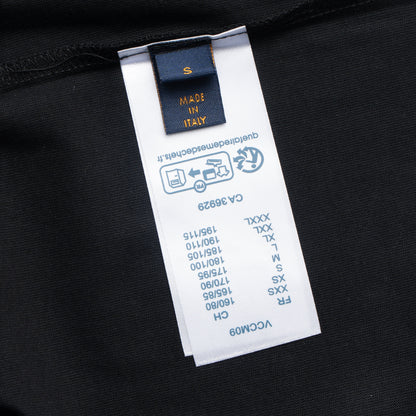 S
MADE
IN
ITALY
VCCM09
FR CH
XXS 160/80
XS 165/85
S 170/90
M 175/95
L 180/100
XL 185/105
XXL 190/110
XXXL 195/115
CA 36929
FR
quefairedemesdechets.fr